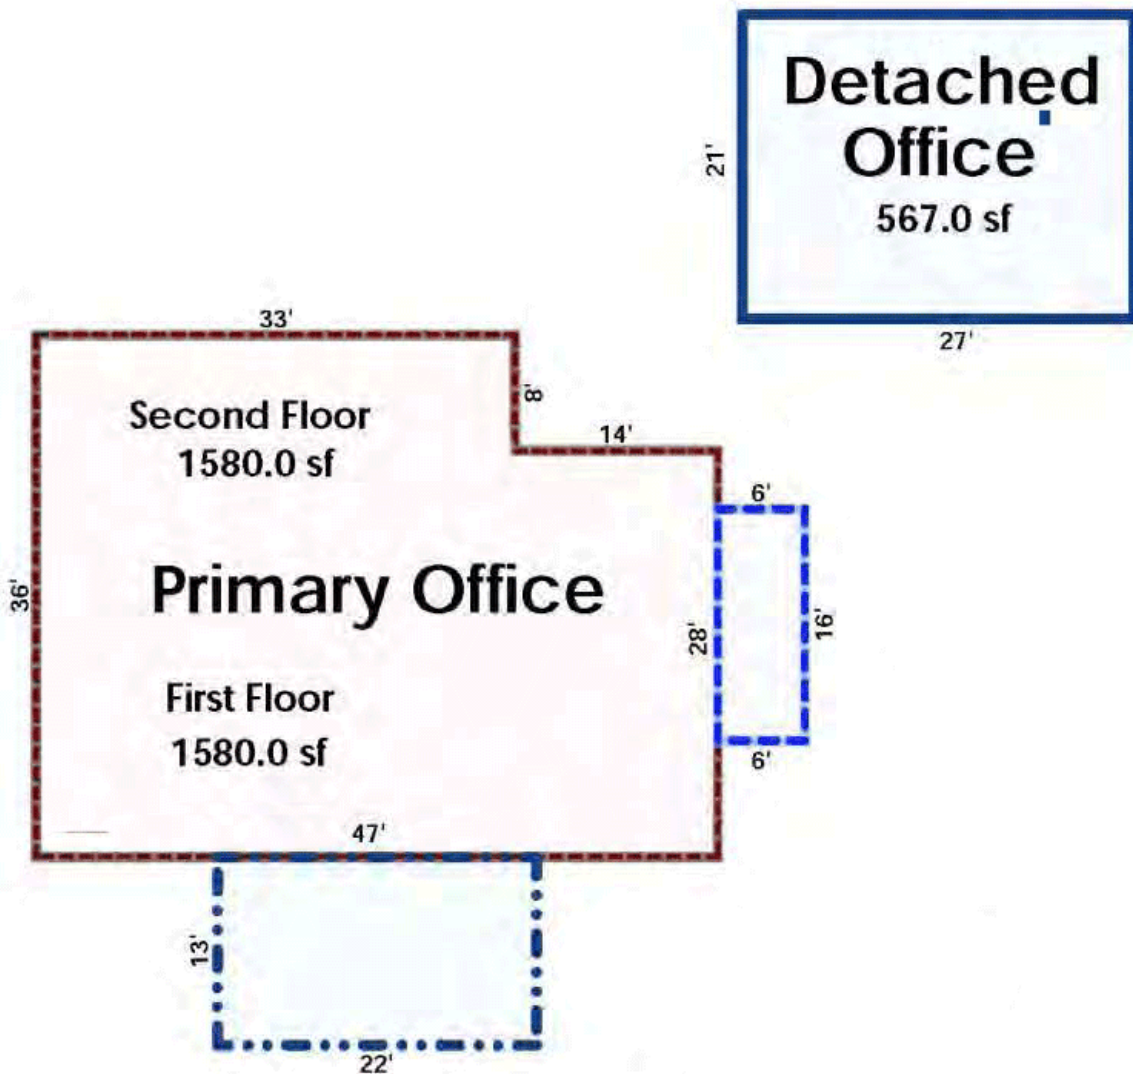 Detached
Office
567.0 sf
21'
27'
33'
8'
Second Floor
1580.0 sf
14'
6'
Primary Office
36'
28'
16'
First Floor
1580.0 sf
6'
47'
13'
22'